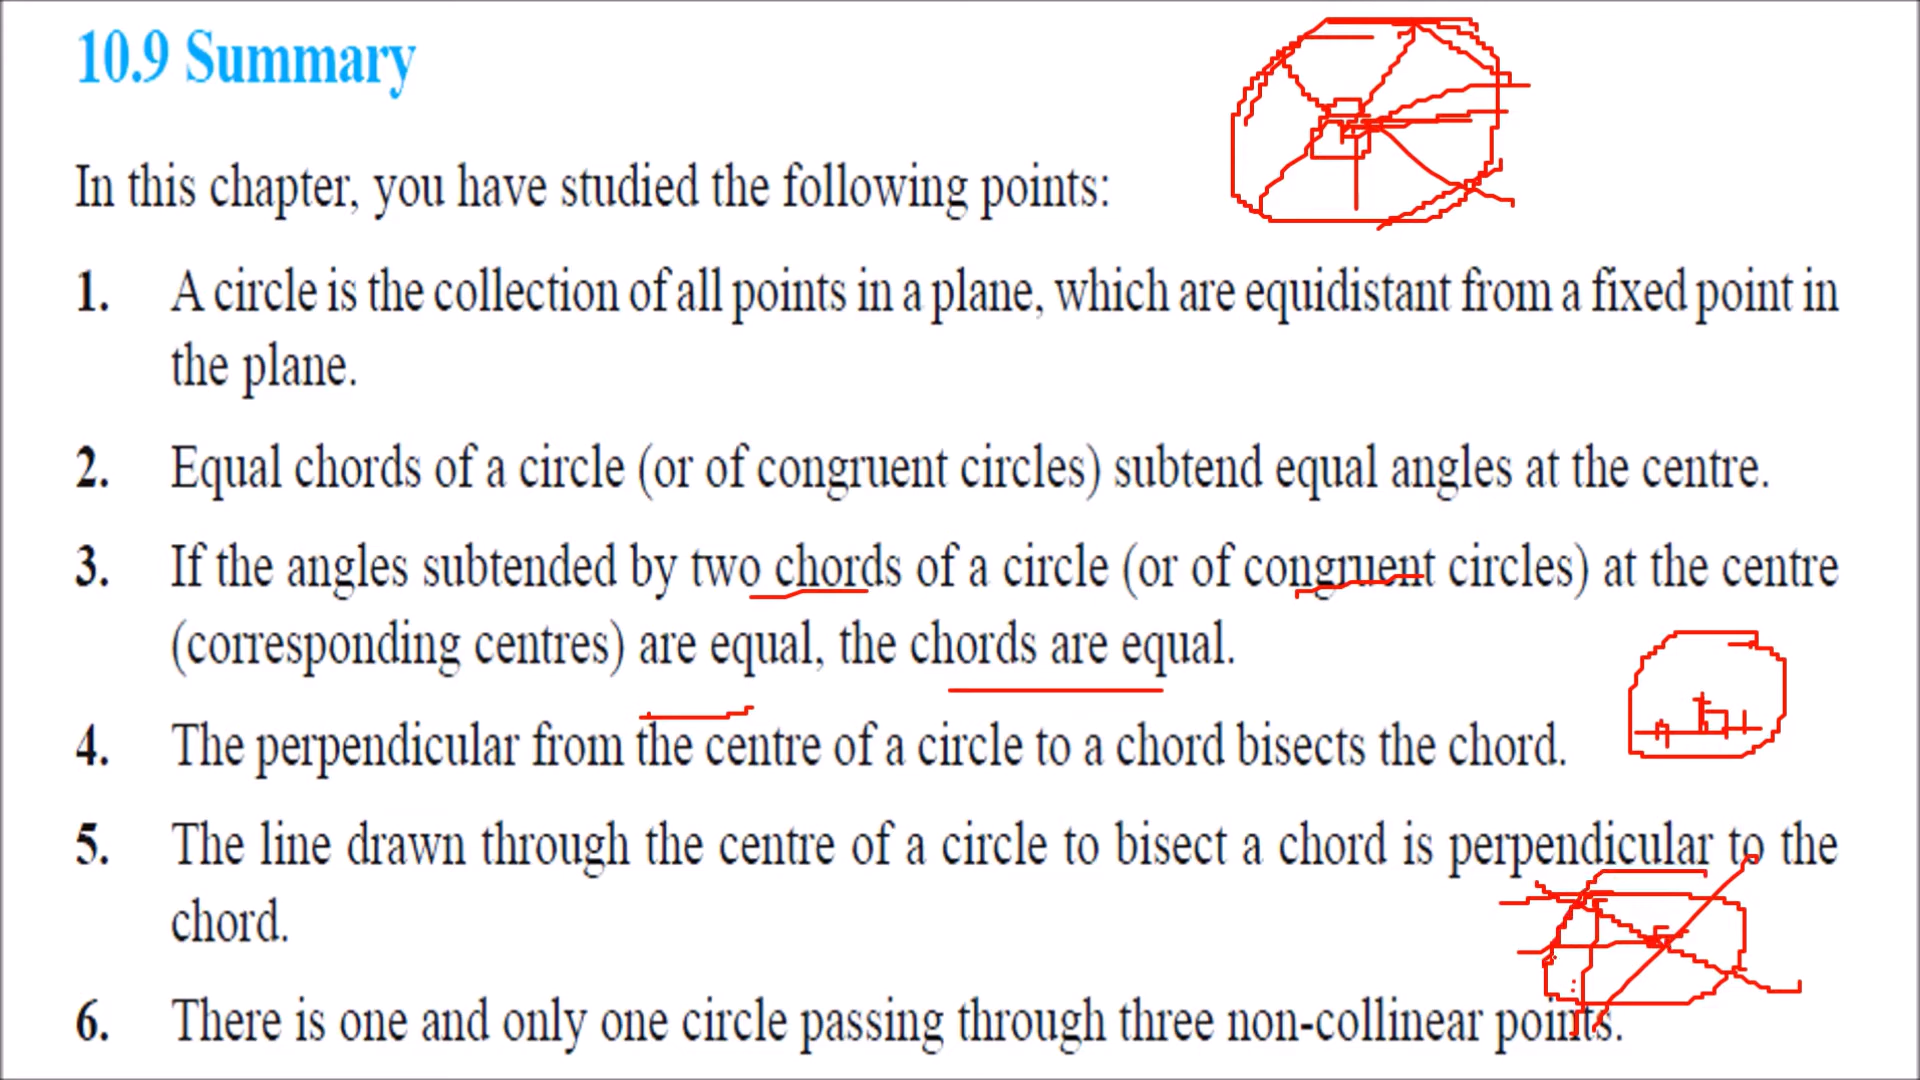 10.9 Summary
In this chapter, you have studied the following points:
1. A circle is the collection of all points in a plane, which are equidistant from a fixed point in
the plane.
2. Equal chords of a circle (or of congruent circles) subtend equal angles at the centre.
3. If the angles subtended by two chords of a circle (or of congruent circles) at the centre
(corresponding centres) are equal, the chords are equal.
4. The perpendicular from the centre of a circle to a chord bisects the chord.
5. The line drawn through the centre of a circle to bisect a chord is perpendicular to the
chord.
6. There is one and only one circle passing through three non-collinear points.